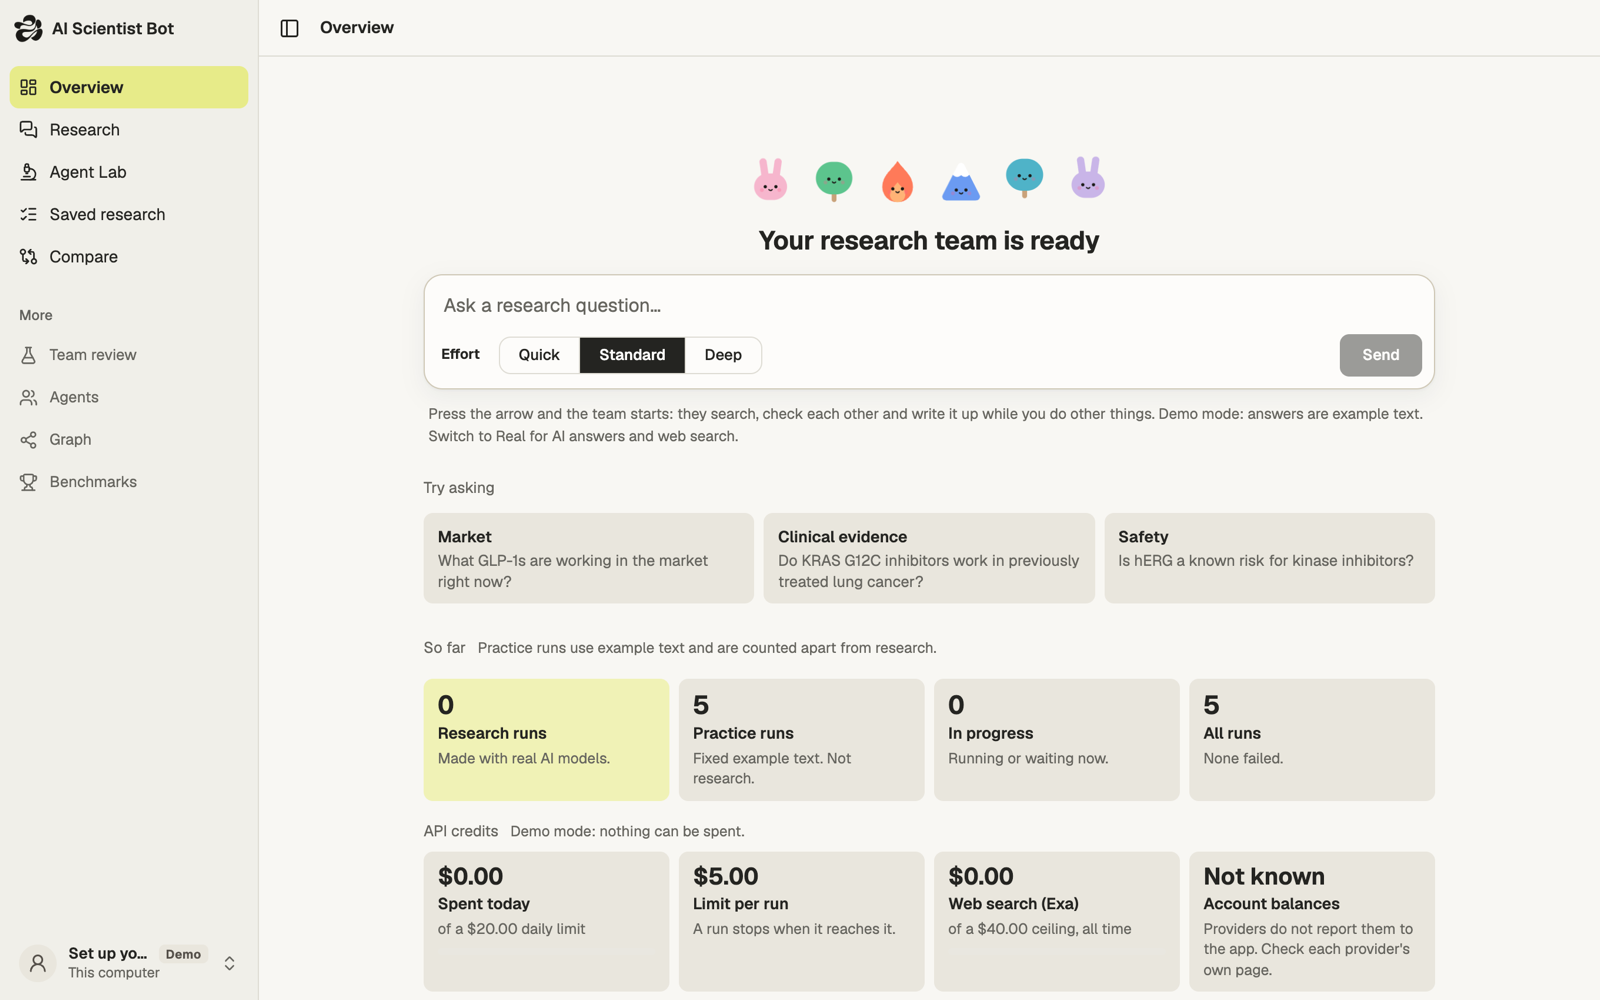 AI Scientist Bot
Overview
Research
Agent Lab
Saved research
Compare
More
Team review
Agents
Graph
Benchmarks
Set up yo...
Demo
This computer
Overview
Your research team is ready
Ask a research question...
Effort
Quick
Standard
Deep
Send
Press the arrow and the team starts: they search, check each other and write it up while you do other things. Demo mode: answers are example text.
Switch to Real for AI answers and web search.
Try asking
Market
What GLP-1s are working in the market
right now?
Clinical evidence
Do KRAS G12C inhibitors work in previously
treated lung cancer?
Safety
Is hERG a known risk for kinase inhibitors?
So far Practice runs use example text and are counted apart from research.
0
Research runs
Made with real AI models.
5
Practice runs
Fixed example text. Not
research.
0
In progress
Running or waiting now.
5
All runs
None failed.
API credits Demo mode: nothing can be spent.
$0.00
Spent today
of a $20.00 daily limit
$5.00
Limit per run
A run stops when it reaches it.
$0.00
Web search (Exa)
of a $40.00 ceiling, all time
Not known
Account balances
Providers do not report them to
the app. Check each provider's
own page.